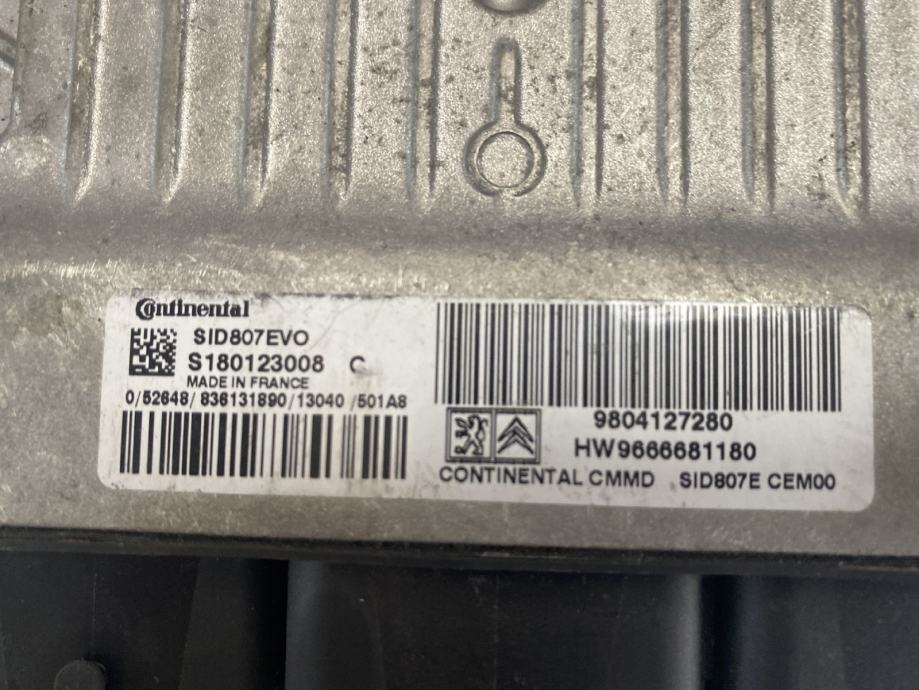 Continental
SID807EVO
S180123008 C
MADE IN FRANCE
0/52648/836131890/13040/501A8
9804127280
HW9666681180
CONTINENTAL CMMD SID807E CEM00